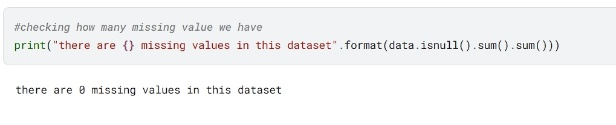 #checking how many missing value we have
print("there are {} missing values in this dataset".format(data.isnull().sum().sum()))
there are 0 missing values in this dataset